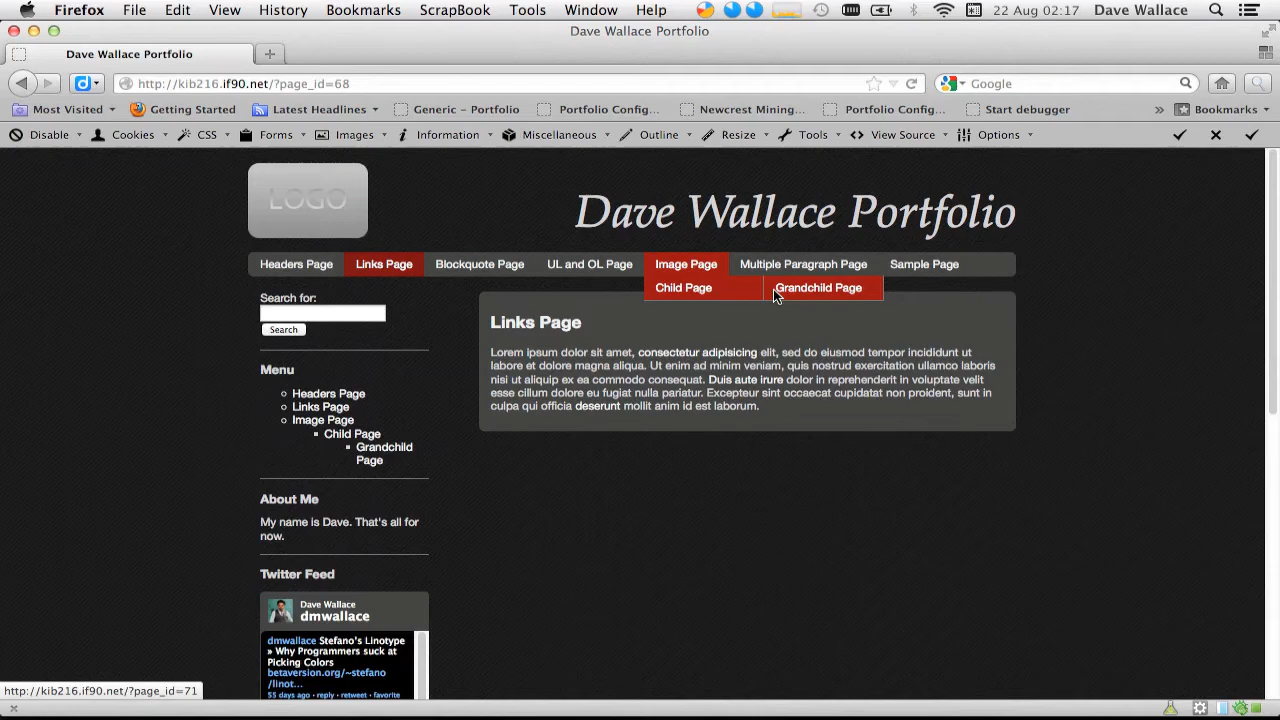 Firefox File Edit View History Bookmarks ScrapBook Tools Window Help 22 Aug 02:17 Dave Wallace
Dave Wallace Portfolio
Dave Wallace Portfolio
http://kib216.if90.net/?page_id=68 Google
Most Visited Getting Started Latest Headlines Generic - Portfolio Portfolio Config... Newcrest Mining... Portfolio Config... Start debugger » Bookmarks
Disable Cookies CSS Forms Images Information Miscellaneous Outline Resize Tools View Source Options
LOGO
Dave Wallace Portfolio
Headers Page Links Page Blockquote Page UL and OL Page Image Page Multiple Paragraph Page Sample Page
Child Page Grandchild Page
Search for:
Search
Menu
Headers Page
Links Page
Image Page
Child Page
Grandchild
Page
About Me
My name is Dave. That's all for
now.
Twitter Feed
Dave Wallace
dmwallace
dmwallace Stefano's Linotype
» Why Programmers suck at
Picking Colors
betaversion.org/~stefano
/linot...
55 days ago · reply · retweet · favorite
Links Page
Lorem ipsum dolor sit amet, consectetur adipisicing elit, sed do eiusmod tempor incididunt ut
labore et dolore magna aliqua. Ut enim ad minim veniam, quis nostrud exercitation ullamco laboris
nisi ut aliquip ex ea commodo consequat. Duis aute irure dolor in reprehenderit in voluptate velit
esse cillum dolore eu fugiat nulla pariatur. Excepteur sint occaecat cupidatat non proident, sunt in
culpa qui officia deserunt mollit anim id est laborum.
http://kib216.if90.net/?page_id=71